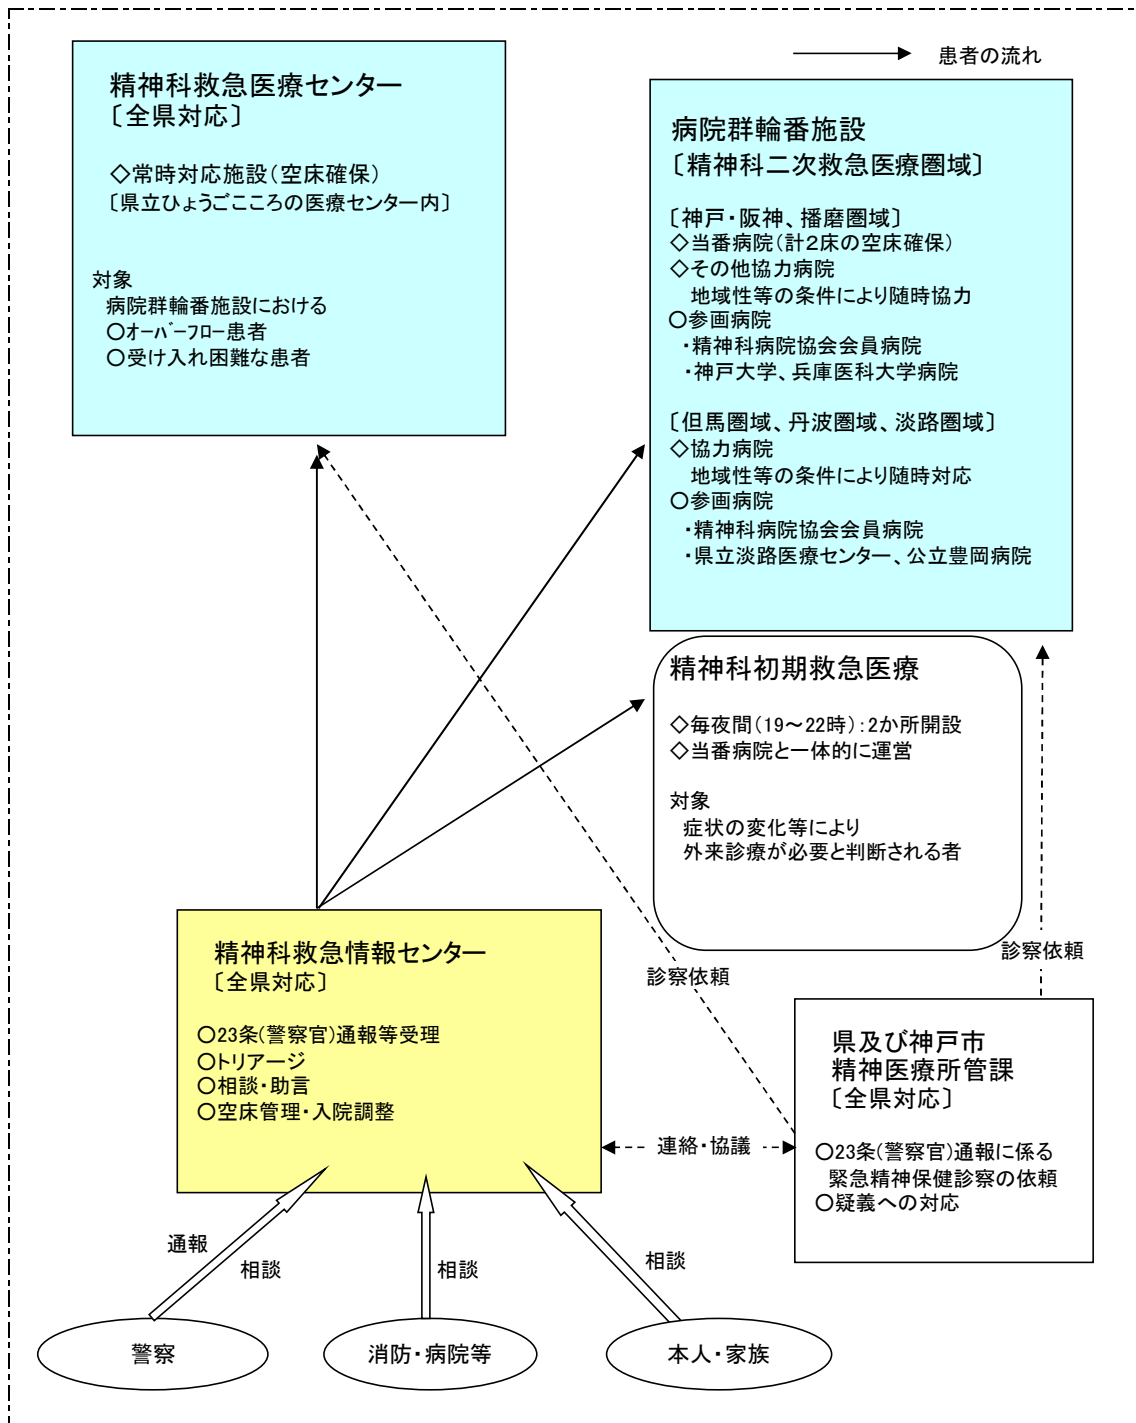 患者の流れ
精神科救急医療センター
〔全県対応〕
◇常時対応施設(空床確保)
〔県立ひょうごこころの医療センター内〕
対象
病院群輪番施設における
○オーバーフロー患者
○受け入れ困難な患者
病院群輪番施設
〔精神科二次救急医療圏域〕
〔神戸・阪神、播磨圏域〕
◇当番病院(計2床の空床確保)
◇その他協力病院
地域性等の条件により随時協力
○参画病院
・精神科病院協会会員病院
・神戸大学、兵庫医科大学病院
〔但馬圏域、丹波圏域、淡路圏域〕
◇協力病院
地域性等の条件により随時対応
○参画病院
・精神科病院協会会員病院
・県立淡路医療センター、公立豊岡病院
精神科初期救急医療
◇毎夜間(19~22時):2か所開設
◇当番病院と一体的に運営
対象
症状の変化等により
外来診療が必要と判断される者
精神科救急情報センター
〔全県対応〕
○23条(警察官)通報等受理
○トリアージ
○相談・助言
○空床管理・入院調整
診察依頼
診察依頼
連絡・協議
県及び神戸市
精神医療所管課
〔全県対応〕
○23条(警察官)通報に係る
緊急精神保健診察の依頼
○疑義への対応
通報
相談
相談
相談
警察
消防・病院等
本人・家族